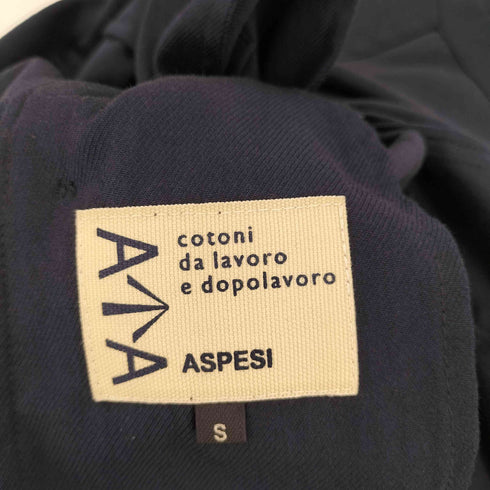 A A
cotoni
da lavoro
e dopolavoro
ASPESI
S